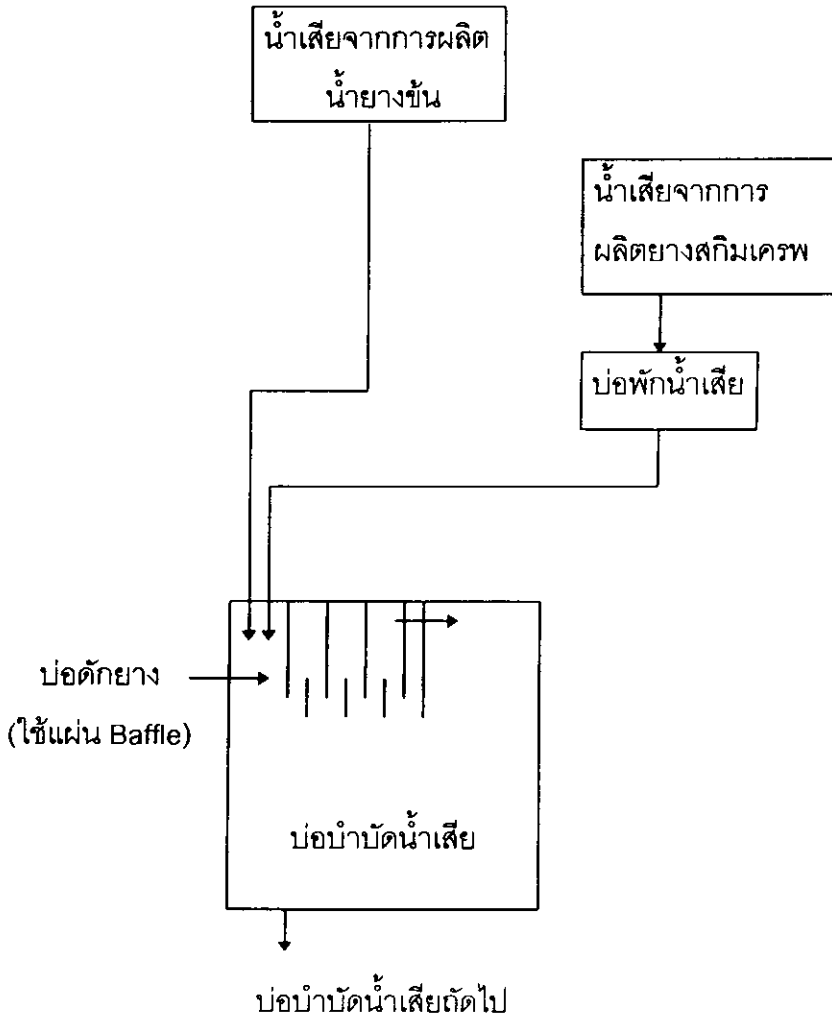 น้ำเสียจากการผลิต
น้ำยางข้น
น้ำเสียจากการ
ผลิตยางสกิมเครพ
บ่อพักน้ำเสีย
บ่อดักยาง
(ใช้แผ่น Baffle)
บ่อบำบัดน้ำเสีย
บ่อบำบัดน้ำเสียถัดไป